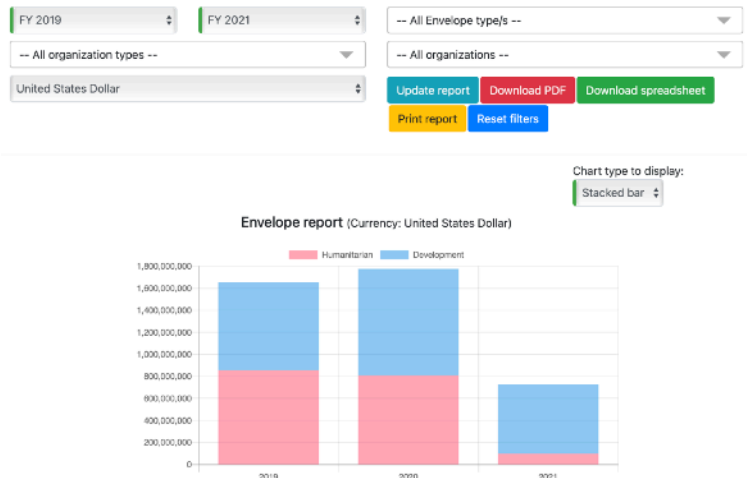 FY 2019
FY 2021
-- All Envelope type/s --
-- All organization types --
-- All organizations --
United States Dollar
Update report
Download PDF
Download spreadsheet
Print report
Reset filters
Chart type to display:
Stacked bar
Envelope report (Currency: United States Dollar)
Humanitarian
Development
1,800,000,000
1,600,000,000
1,400,000,000
1,200,000,000
1,000,000,000
800,000,000
600,000,000
400,000,000
200,000,000
0
2019
2020
2021